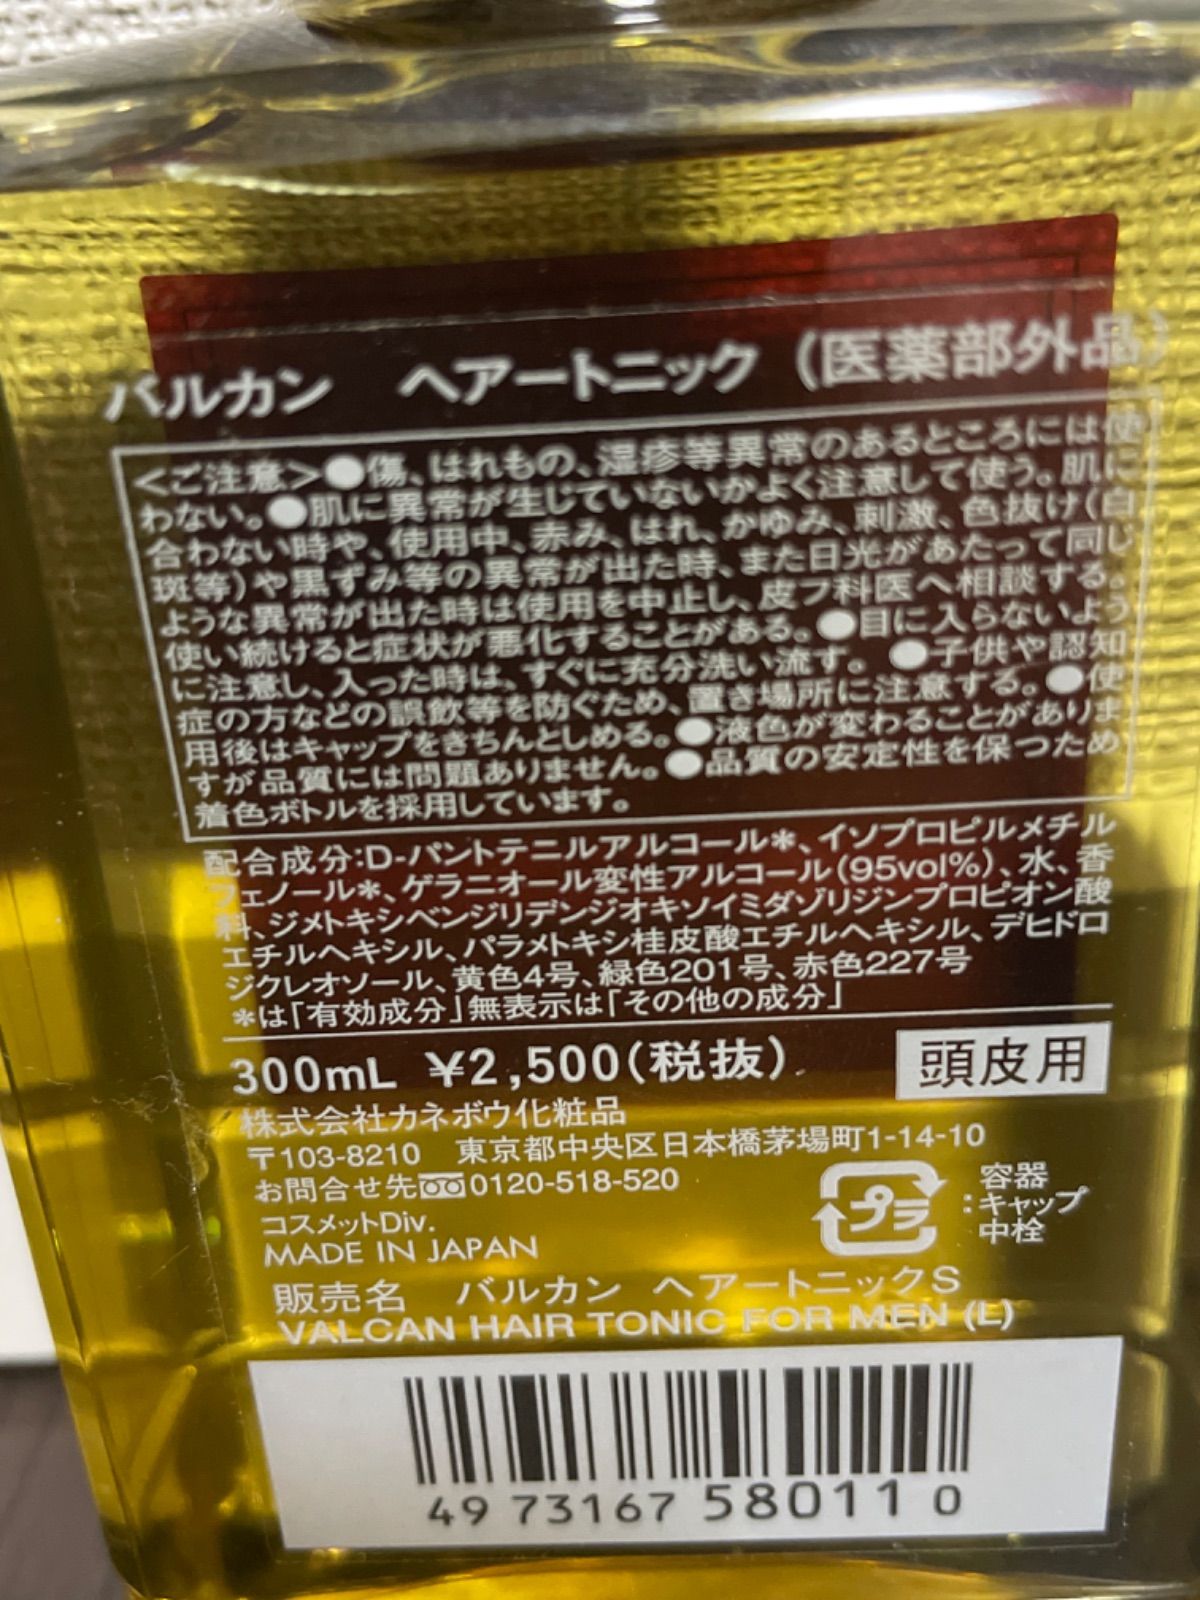 バルカン ヘアートニック（医薬部外品）
＜ご注意＞●傷、はれもの、湿疹等異常のあるところには使
わない。●肌に異常が生じていないかよく注意して使う。肌に
合わない時や、使用中、赤み、はれ、かゆみ、刺激、色抜け（白
斑等）や黒ずみ等の異常が出た時、また日光があたって同じ
ような異常が出た時は使用を中止し、皮フ科医へ相談する。
使い続けると症状が悪化することがある。●目に入らないよう
に注意し、入った時は、すぐに充分洗い流す。●子供や認知
症の方などの誤飲等を防ぐため、置き場所に注意する。●使
用後はキャップをきちんとしめる。●液色が変わることがありま
すが品質には問題ありません。●品質の安定性を保つため
着色ボトルを採用しています。
配合成分：D-パントテニルアルコール＊、イソプロピルメチル
フェノール＊、ゲラニオール変性アルコール（95vol%）、水、香
料、ジメトキシベンジリデンジオキソイミダゾリジンプロピオン酸
エチルヘキシル、パラメトキシ桂皮酸エチルヘキシル、デヒドロ
ジクレオソール、黄色4号、緑色201号、赤色227号
＊は「有効成分」無表示は「その他の成分」
300mL ¥2,500（税抜）
頭皮用
株式会社カネボウ化粧品
〒103-8210 東京都中央区日本橋茅場町1-14-10
お問合せ先0120-518-520
コスメットDiv.
MADE IN JAPAN
プラ
：容器
キャップ
中栓
販売名 バルカン ヘアートニックS
VALCAN HAIR TONIC FOR MEN (L)
4973167580110